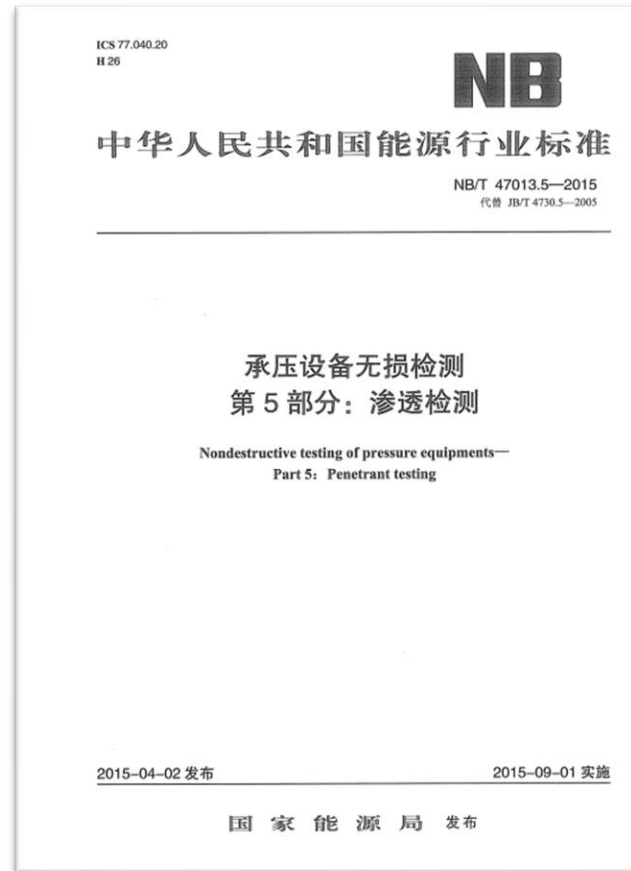 ICS 77.040.20
H 26
NB
中华人民共和国能源行业标准
NB/T 47013.5—2015
代替 JB/T 4730.5—2005
承压设备无损检测
第 5 部分：渗透检测
Nondestructive testing of pressure equipments—
Part 5: Penetrant testing
2015-04-02 发布
2015-09-01 实施
国家能源局 发布